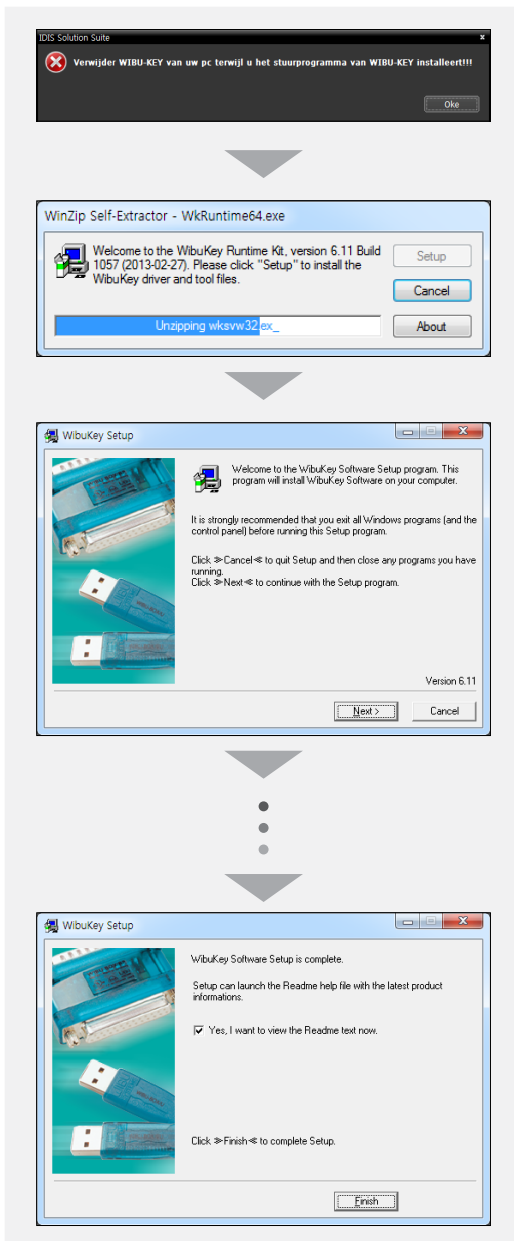 IDIS Solution Suite
x
Verwijder WIBU-KEY van uw pc terwijl u het stuurprogramma van WIBU-KEY installeert!!!
Oke
WinZip Self-Extractor - WkRuntime64.exe
Welcome to the WibuKey Runtime Kit, version 6.11 Build
1057 (2013-02-27). Please click "Setup" to install the
WibuKey driver and tool files.
Setup
Cancel
Unzipping wksvw32.ex_
About
WibuKey Setup
Welcome to the WibuKey Software Setup program. This
program will install WibuKey Software on your computer.
It is strongly recommended that you exit all Windows programs (and the
control panel) before running this Setup program.
Click ≫Cancel≪ to quit Setup and then close any programs you have
running.
Click ≫Next≪ to continue with the Setup program.
Version 6.11
Next >
Cancel
WibuKey Setup
WibuKey Software Setup is complete.
Setup can launch the Readme help file with the latest product
informations.
Yes, I want to view the Readme text now.
Click ≫Finish≪ to complete Setup.
Finish